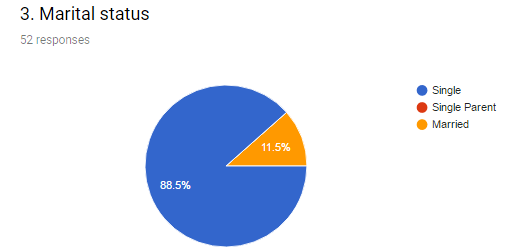 3. Marital status
52 responses
Single
Single Parent
Married
11.5%
88.5%